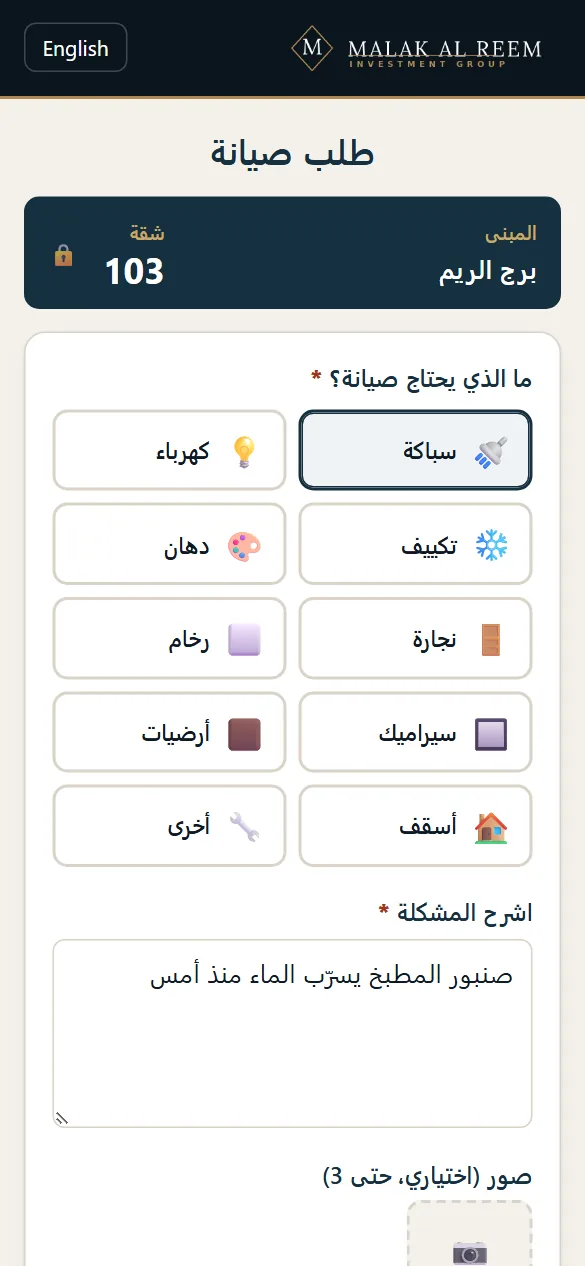 English
M
MALAK AL REEM
INVESTMENT GROUP
طلب صيانة
المبنى
برج الريم
شقة
103
ما الذي يحتاج صيانة؟ *
سباكة
كهرباء
تكييف
دهان
نجارة
رخام
سيراميك
أرضيات
أسقف
أخرى
اشرح المشكلة *
صنبور المطبخ يسرّب الماء منذ أمس
صور (اختياري، حتى 3)